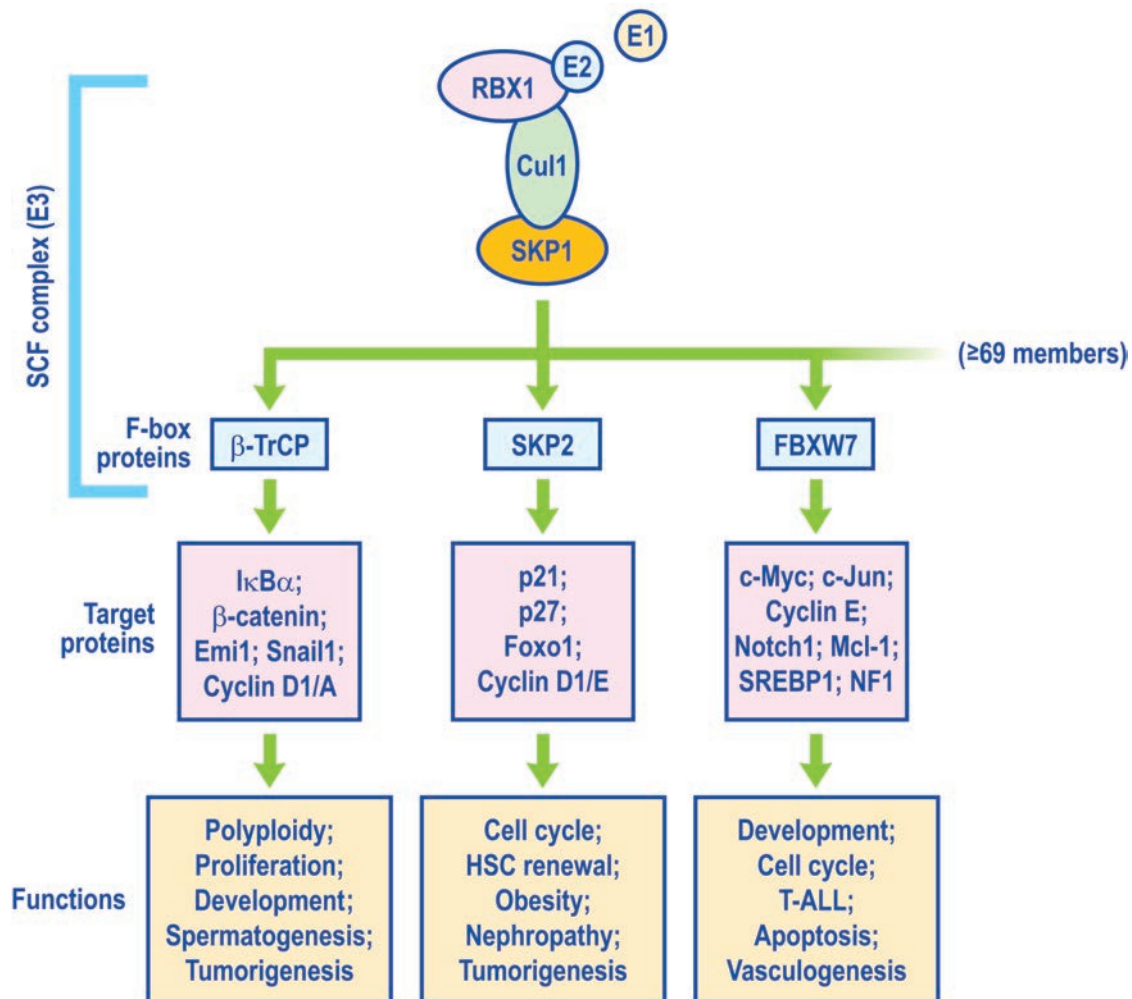 E1
E2
RBX1
Cul1
SKP1
SCF complex (E3)
(≥69 members)
F-box
proteins
β-TrCP
SKP2
FBXW7
Target
proteins
IκBα;
β-catenin;
Emi1; Snail1;
Cyclin D1/A
p21;
p27;
Foxo1;
Cyclin D1/E
c-Myc; c-Jun;
Cyclin E;
Notch1; Mcl-1;
SREBP1; NF1
Functions
Polyploidy;
Proliferation;
Development;
Spermatogenesis;
Tumorigenesis
Cell cycle;
HSC renewal;
Obesity;
Nephropathy;
Tumorigenesis
Development;
Cell cycle;
T-ALL;
Apoptosis;
Vasculogenesis